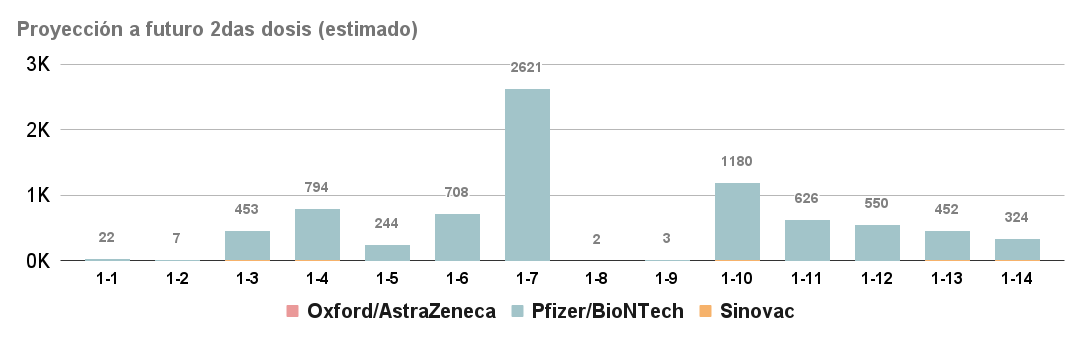 Proyección a futuro 2das dosis (estimado)
3K
2K
1K
0K
22
7
453
794
244
708
2621
2
3
1180
626
550
452
324
1-1 1-2 1-3 1-4 1-5 1-6 1-7 1-8 1-9 1-10 1-11 1-12 1-13 1-14
Oxford/AstraZeneca Pfizer/BioNTech Sinovac